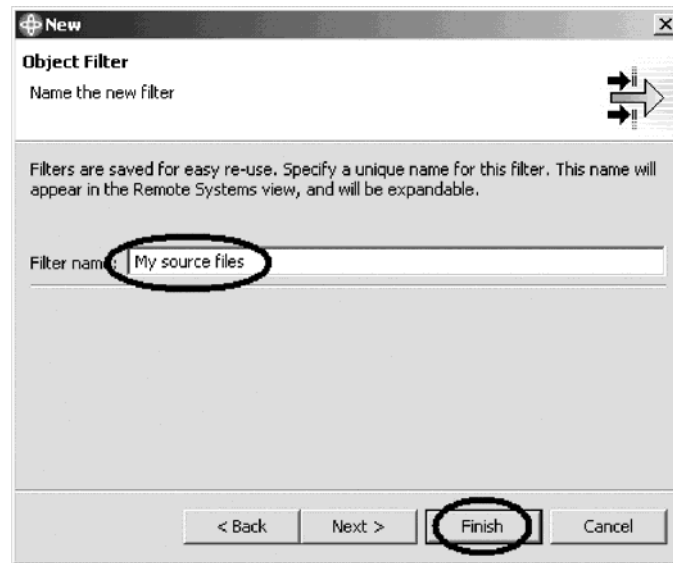 New
Object Filter
Name the new filter
Filters are saved for easy re-use. Specify a unique name for this filter. This name will
appear in the Remote Systems view, and will be expandable.
Filter name: My source files
< Back Next > Finish Cancel